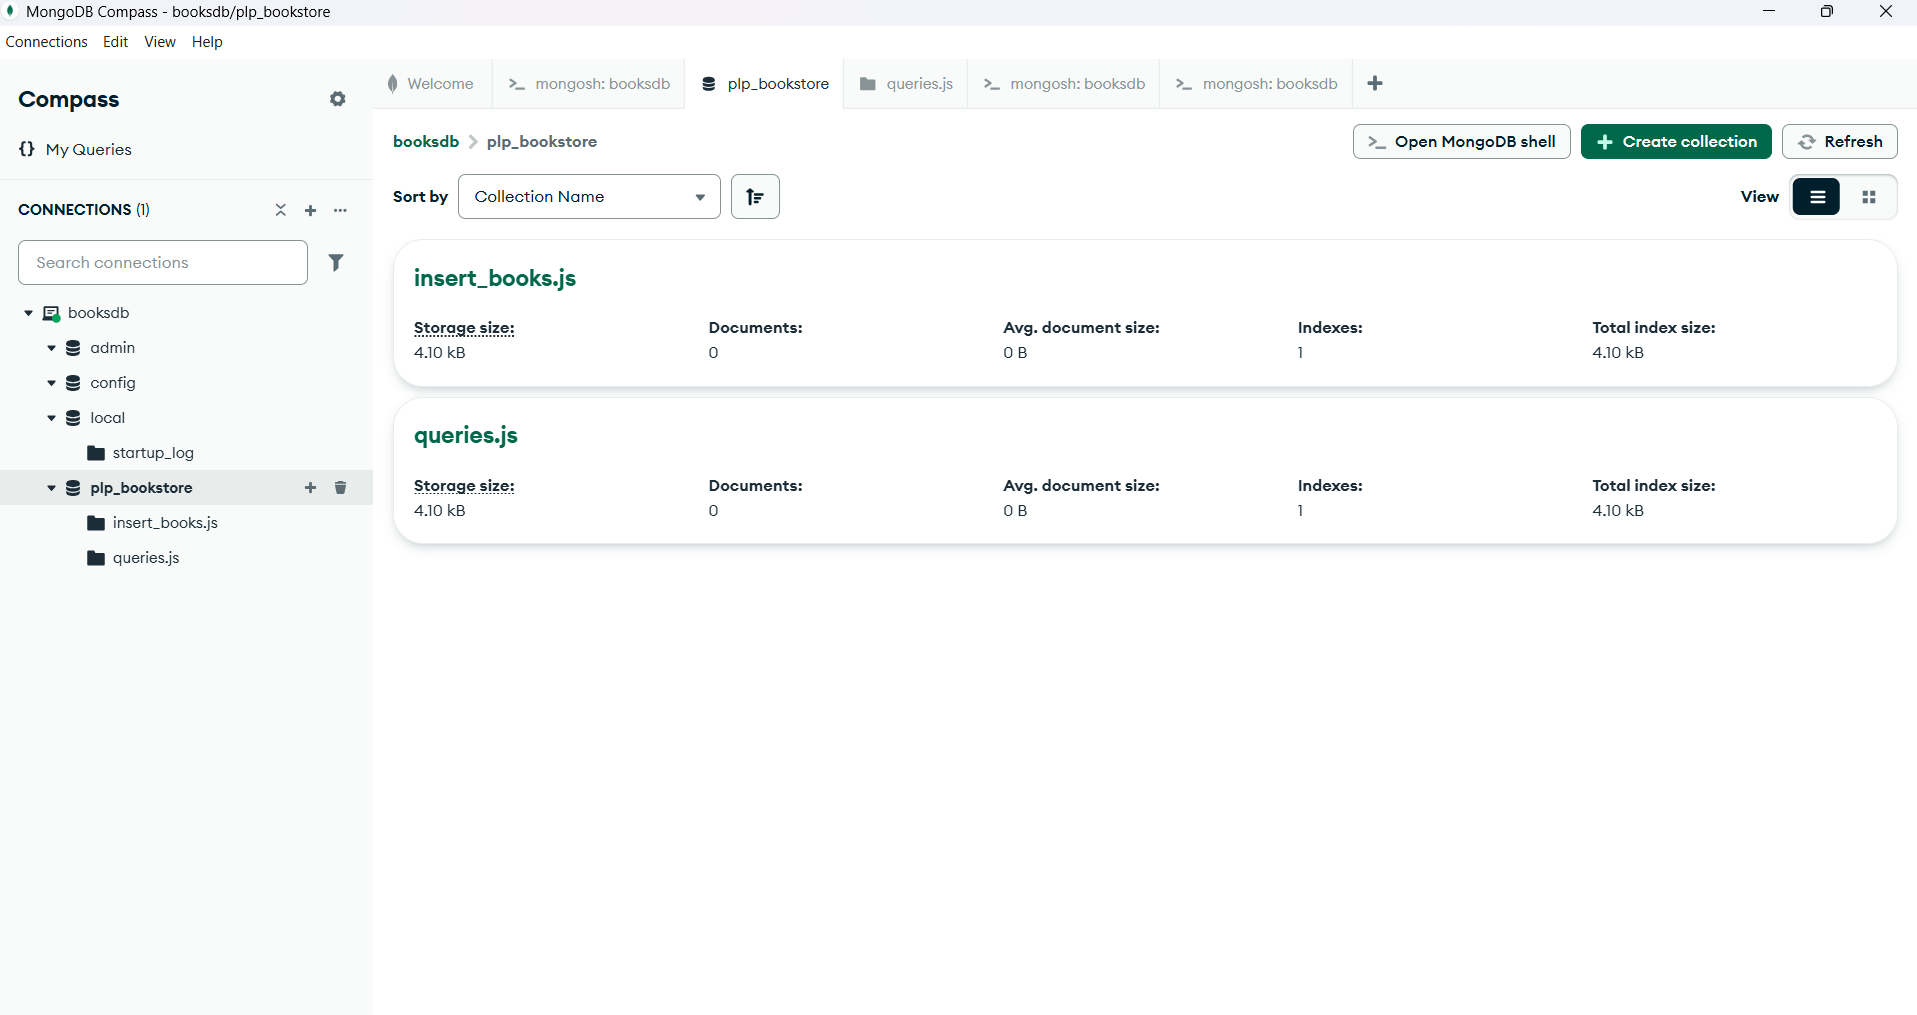 MongoDB Compass - booksdb/plp_bookstore
Connections Edit View Help
Compass
{} My Queries
CONNECTIONS (1)
Search connections
booksdb
admin
config
local
startup_log
plp_bookstore
insert_books.js
queries.js
Welcome >_ mongosh: booksdb plp_bookstore queries.js >_ mongosh: booksdb >_ mongosh: booksdb +
booksdb > plp_bookstore >_ Open MongoDB shell + Create collection Refresh
Sort by Collection Name View
insert_books.js
Storage size: Documents: Avg. document size: Indexes: Total index size:
4.10 kB 0 0 B 1 4.10 kB
queries.js
Storage size: Documents: Avg. document size: Indexes: Total index size:
4.10 kB 0 0 B 1 4.10 kB